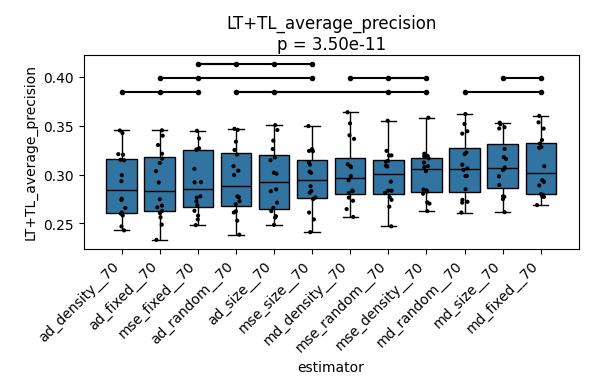 LT+TL_average_precision
p = 3.50e-11
LT+TL_average_precision
0.40
0.35
0.30
0.25
ad_density__70
ad_fixed__70
mse_fixed__70
ad_random__70
ad_size__70
mse_size__70
md_density__70
mse_random__70
mse_density__70
md_random__70
md_size__70
md_fixed__70
estimator